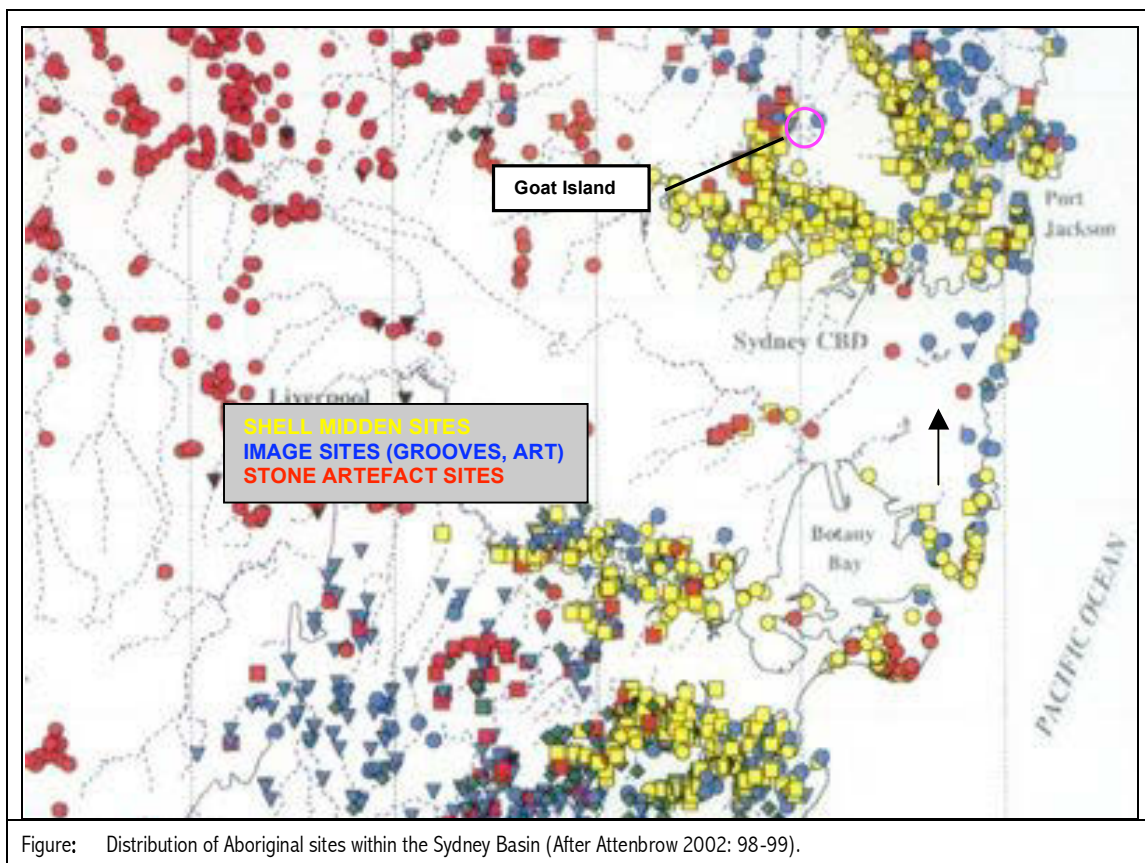 Goat Island
Port
Jackson
Sydney CBD
Liverpool
SHELL MIDDEN SITES
IMAGE SITES (GROOVES, ART)
STONE ARTEFACT SITES
Botany
Bay
PACIFIC OCEAN
Figure: Distribution of Aboriginal sites within the Sydney Basin (After Attenbrow 2002: 98-99).